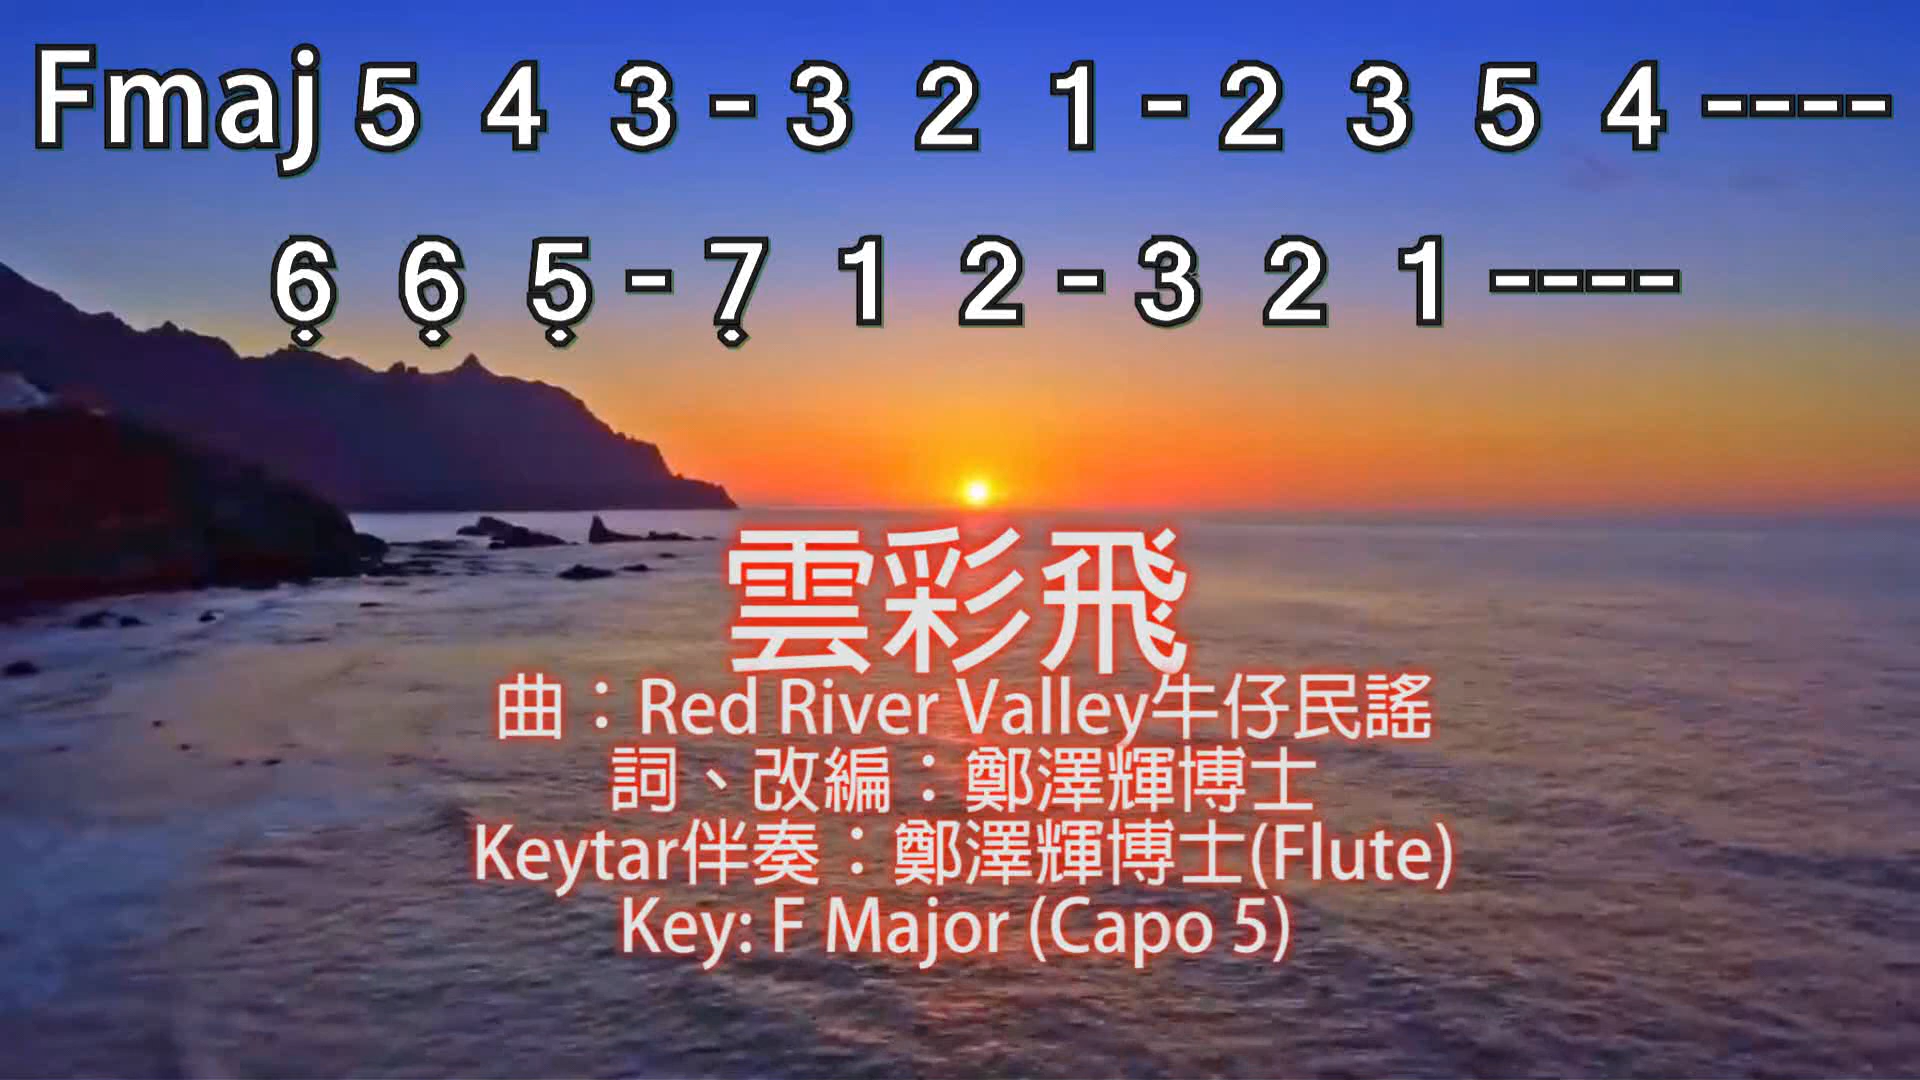 Fmaj 5 4 3 - 3 2 1 - 2 3 5 4 ----
6̣ 6̣ 5̣ - 7̣ 1 2 - 3 2 1 ----
雲彩飛
曲：Red River Valley牛仔民謠
詞、改編：鄭澤輝博士
Keytar伴奏：鄭澤輝博士(Flute)
Key: F Major (Capo 5)